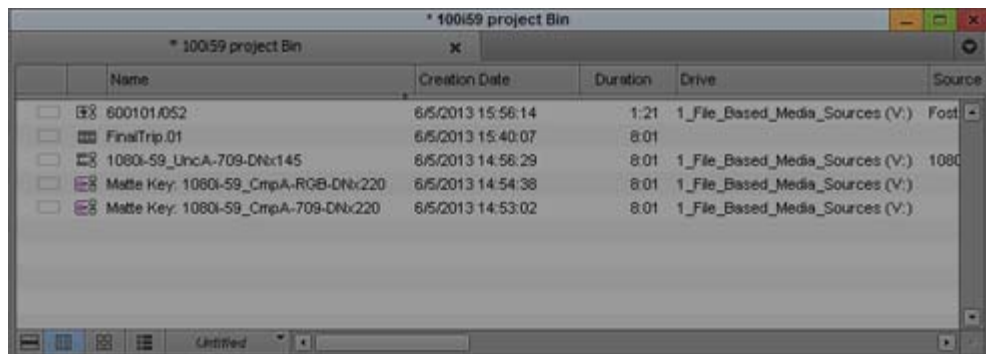 * 100i59 project Bin
* 100i59 project Bin
Name Creation Date Duration Drive Source
600101/052 6/5/2013 15:56:14 1:21 1_File_Based_Media_Sources (V:) Fost
FinalTrip.01 6/5/2013 15:40:07 8:01
1080i-59_UncA-709-DNx145 6/5/2013 14:56:29 8:01 1_File_Based_Media_Sources (V:) 1080
Matte Key: 1080i-59_CmpA-RGB-DNx220 6/5/2013 14:54:38 8:01 1_File_Based_Media_Sources (V:)
Matte Key: 1080i-59_CmpA-709-DNx220 6/5/2013 14:53:02 8:01 1_File_Based_Media_Sources (V:)
Untitled